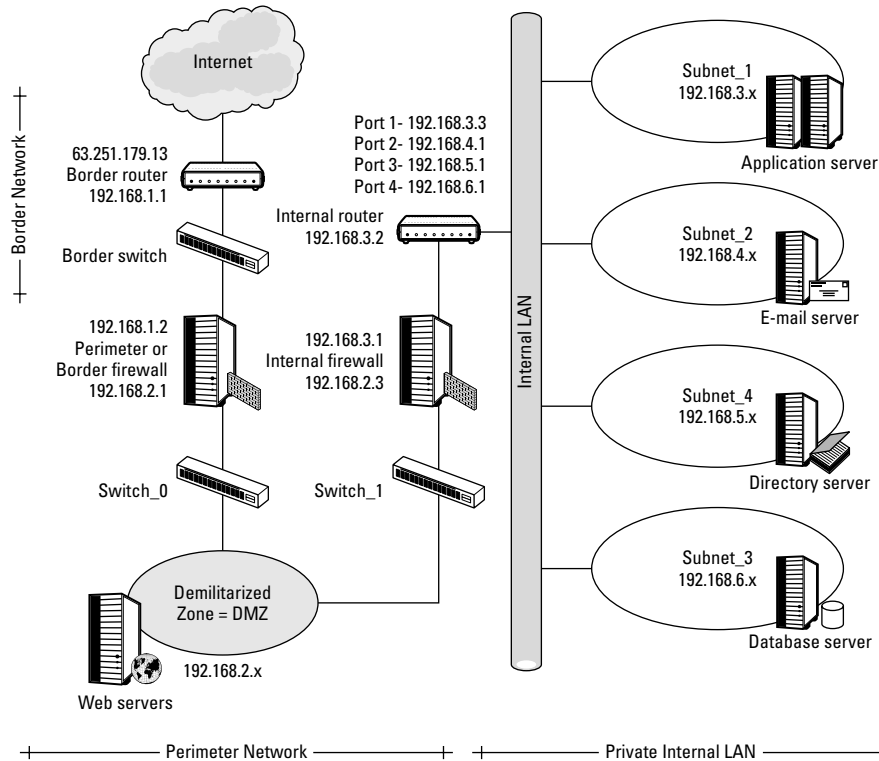 Internet
Border Network
63.251.179.13
Border router
192.168.1.1
Border switch
192.168.1.2
Perimeter or
Border firewall
192.168.2.1
Switch_0
Demilitarized
Zone = DMZ
192.168.2.x
Web servers
Port 1- 192.168.3.3
Port 2- 192.168.4.1
Port 3- 192.168.5.1
Port 4- 192.168.6.1
Internal router
192.168.3.2
192.168.3.1
Internal firewall
192.168.2.3
Switch_1
Internal LAN
Subnet_1
192.168.3.x
Application server
Subnet_2
192.168.4.x
E-mail server
Subnet_4
192.168.5.x
Directory server
Subnet_3
192.168.6.x
Database server
Perimeter Network
Private Internal LAN